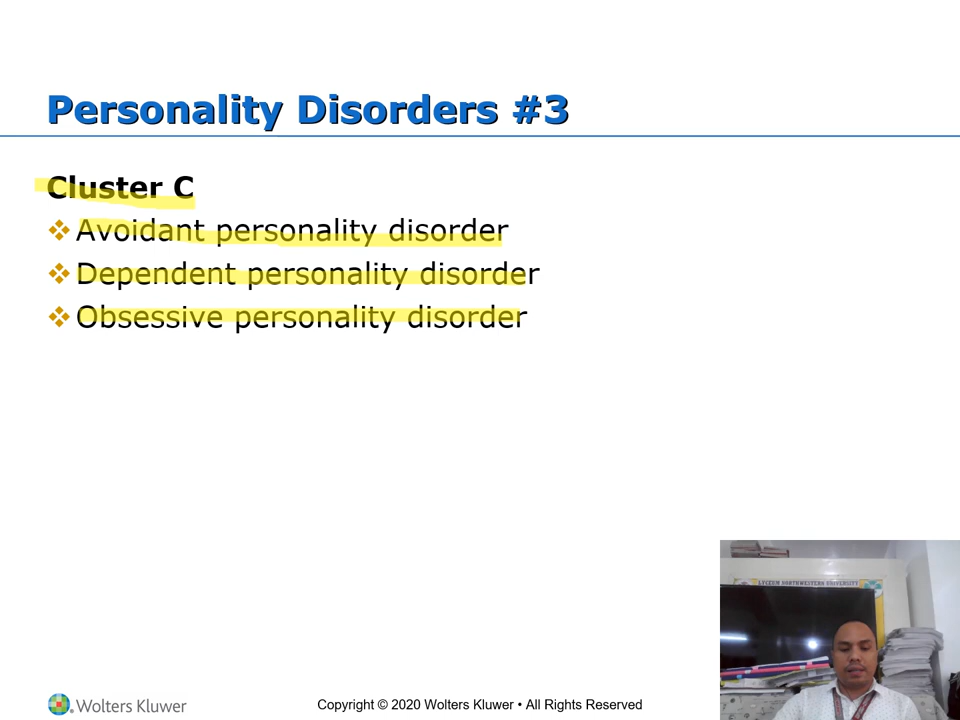 Personality Disorders #3
Cluster C
Avoidant personality disorder
Dependent personality disorder
Obsessive personality disorder
LYCEUM NORTHWESTERN UNIVERSITY
Wolters Kluwer
Copyright © 2020 Wolters Kluwer • All Rights Reserved